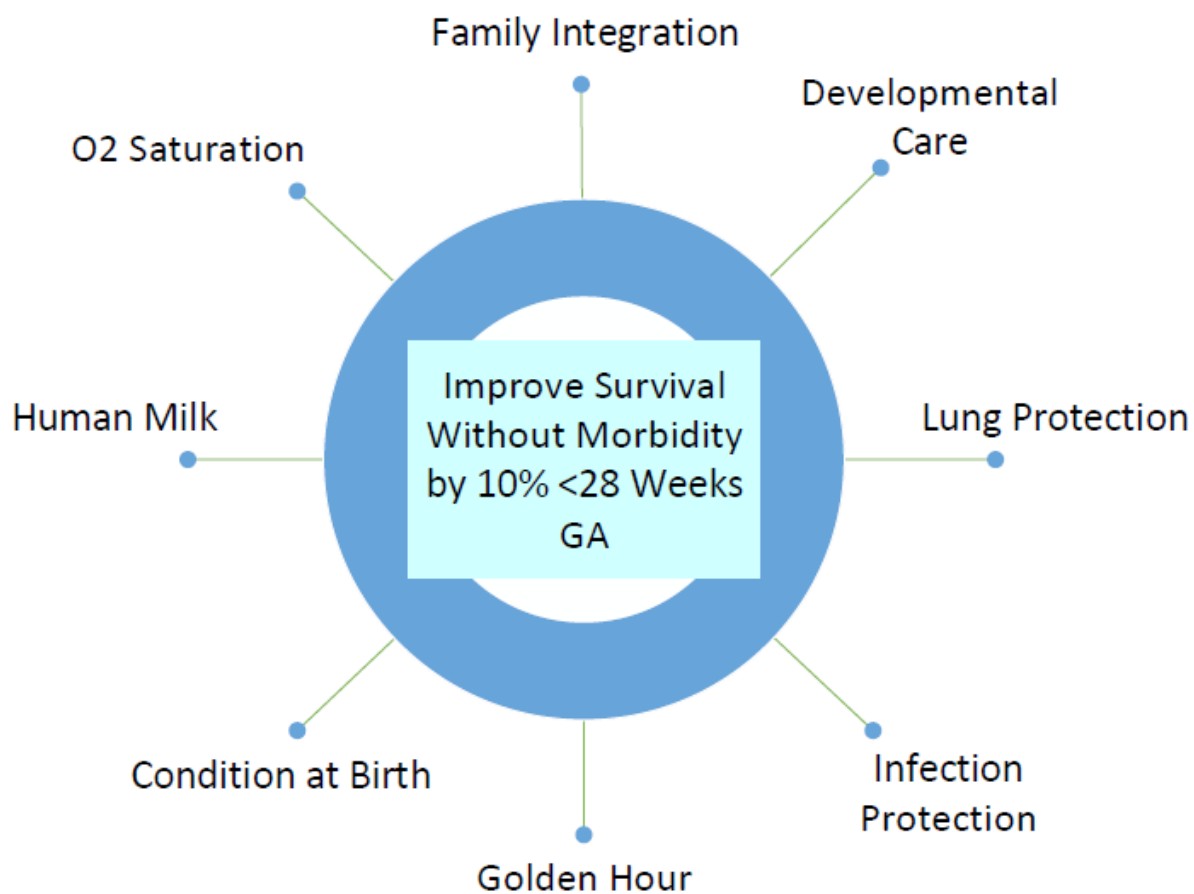 Family Integration
Developmental
Care
O2 Saturation
Improve Survival
Without Morbidity
by 10% <28 Weeks
GA
Human Milk
Lung Protection
Condition at Birth
Infection
Protection
Golden Hour